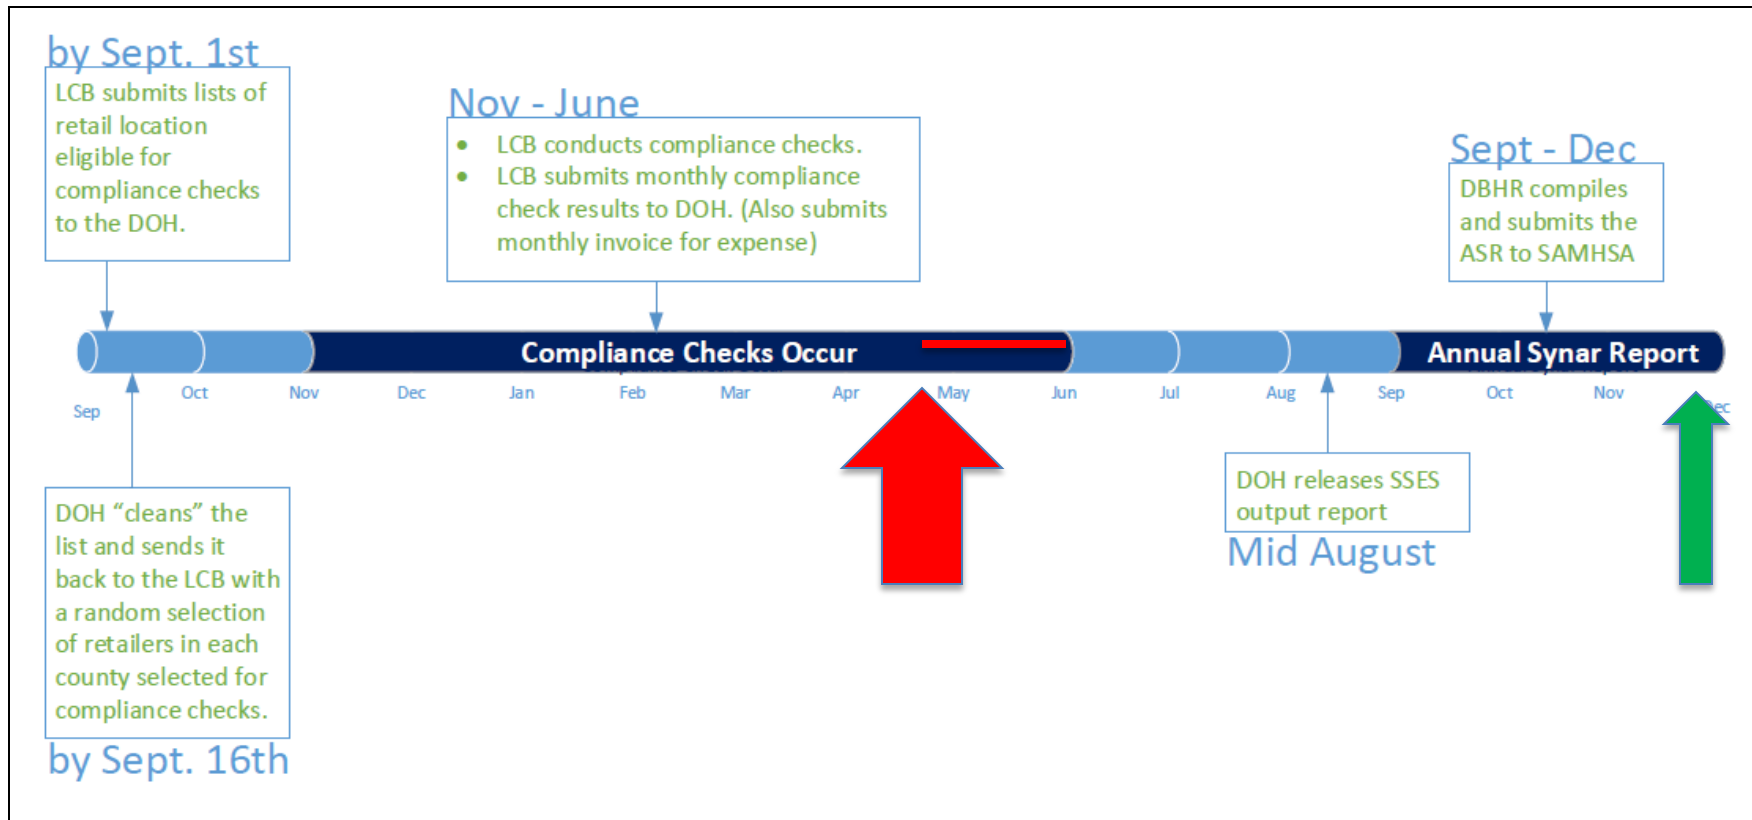 by Sept. 1st
LCB submits lists of
retail location
eligible for
compliance checks
to the DOH.
Nov - June
• LCB conducts compliance checks.
• LCB submits monthly compliance
check results to DOH. (Also submits
monthly invoice for expense)
Sept - Dec
DBHR compiles
and submits the
ASR to SAMHSA
Compliance Checks Occur
Annual Synar Report
Sep
Oct
Nov
Dec
Jan
Feb
Mar
Apr
May
Jun
Jul
Aug
Sep
Oct
Nov
Dec
DOH “cleans” the
list and sends it
back to the LCB with
a random selection
of retailers in each
county selected for
compliance checks.
by Sept. 16th
DOH releases SSES
output report
Mid August